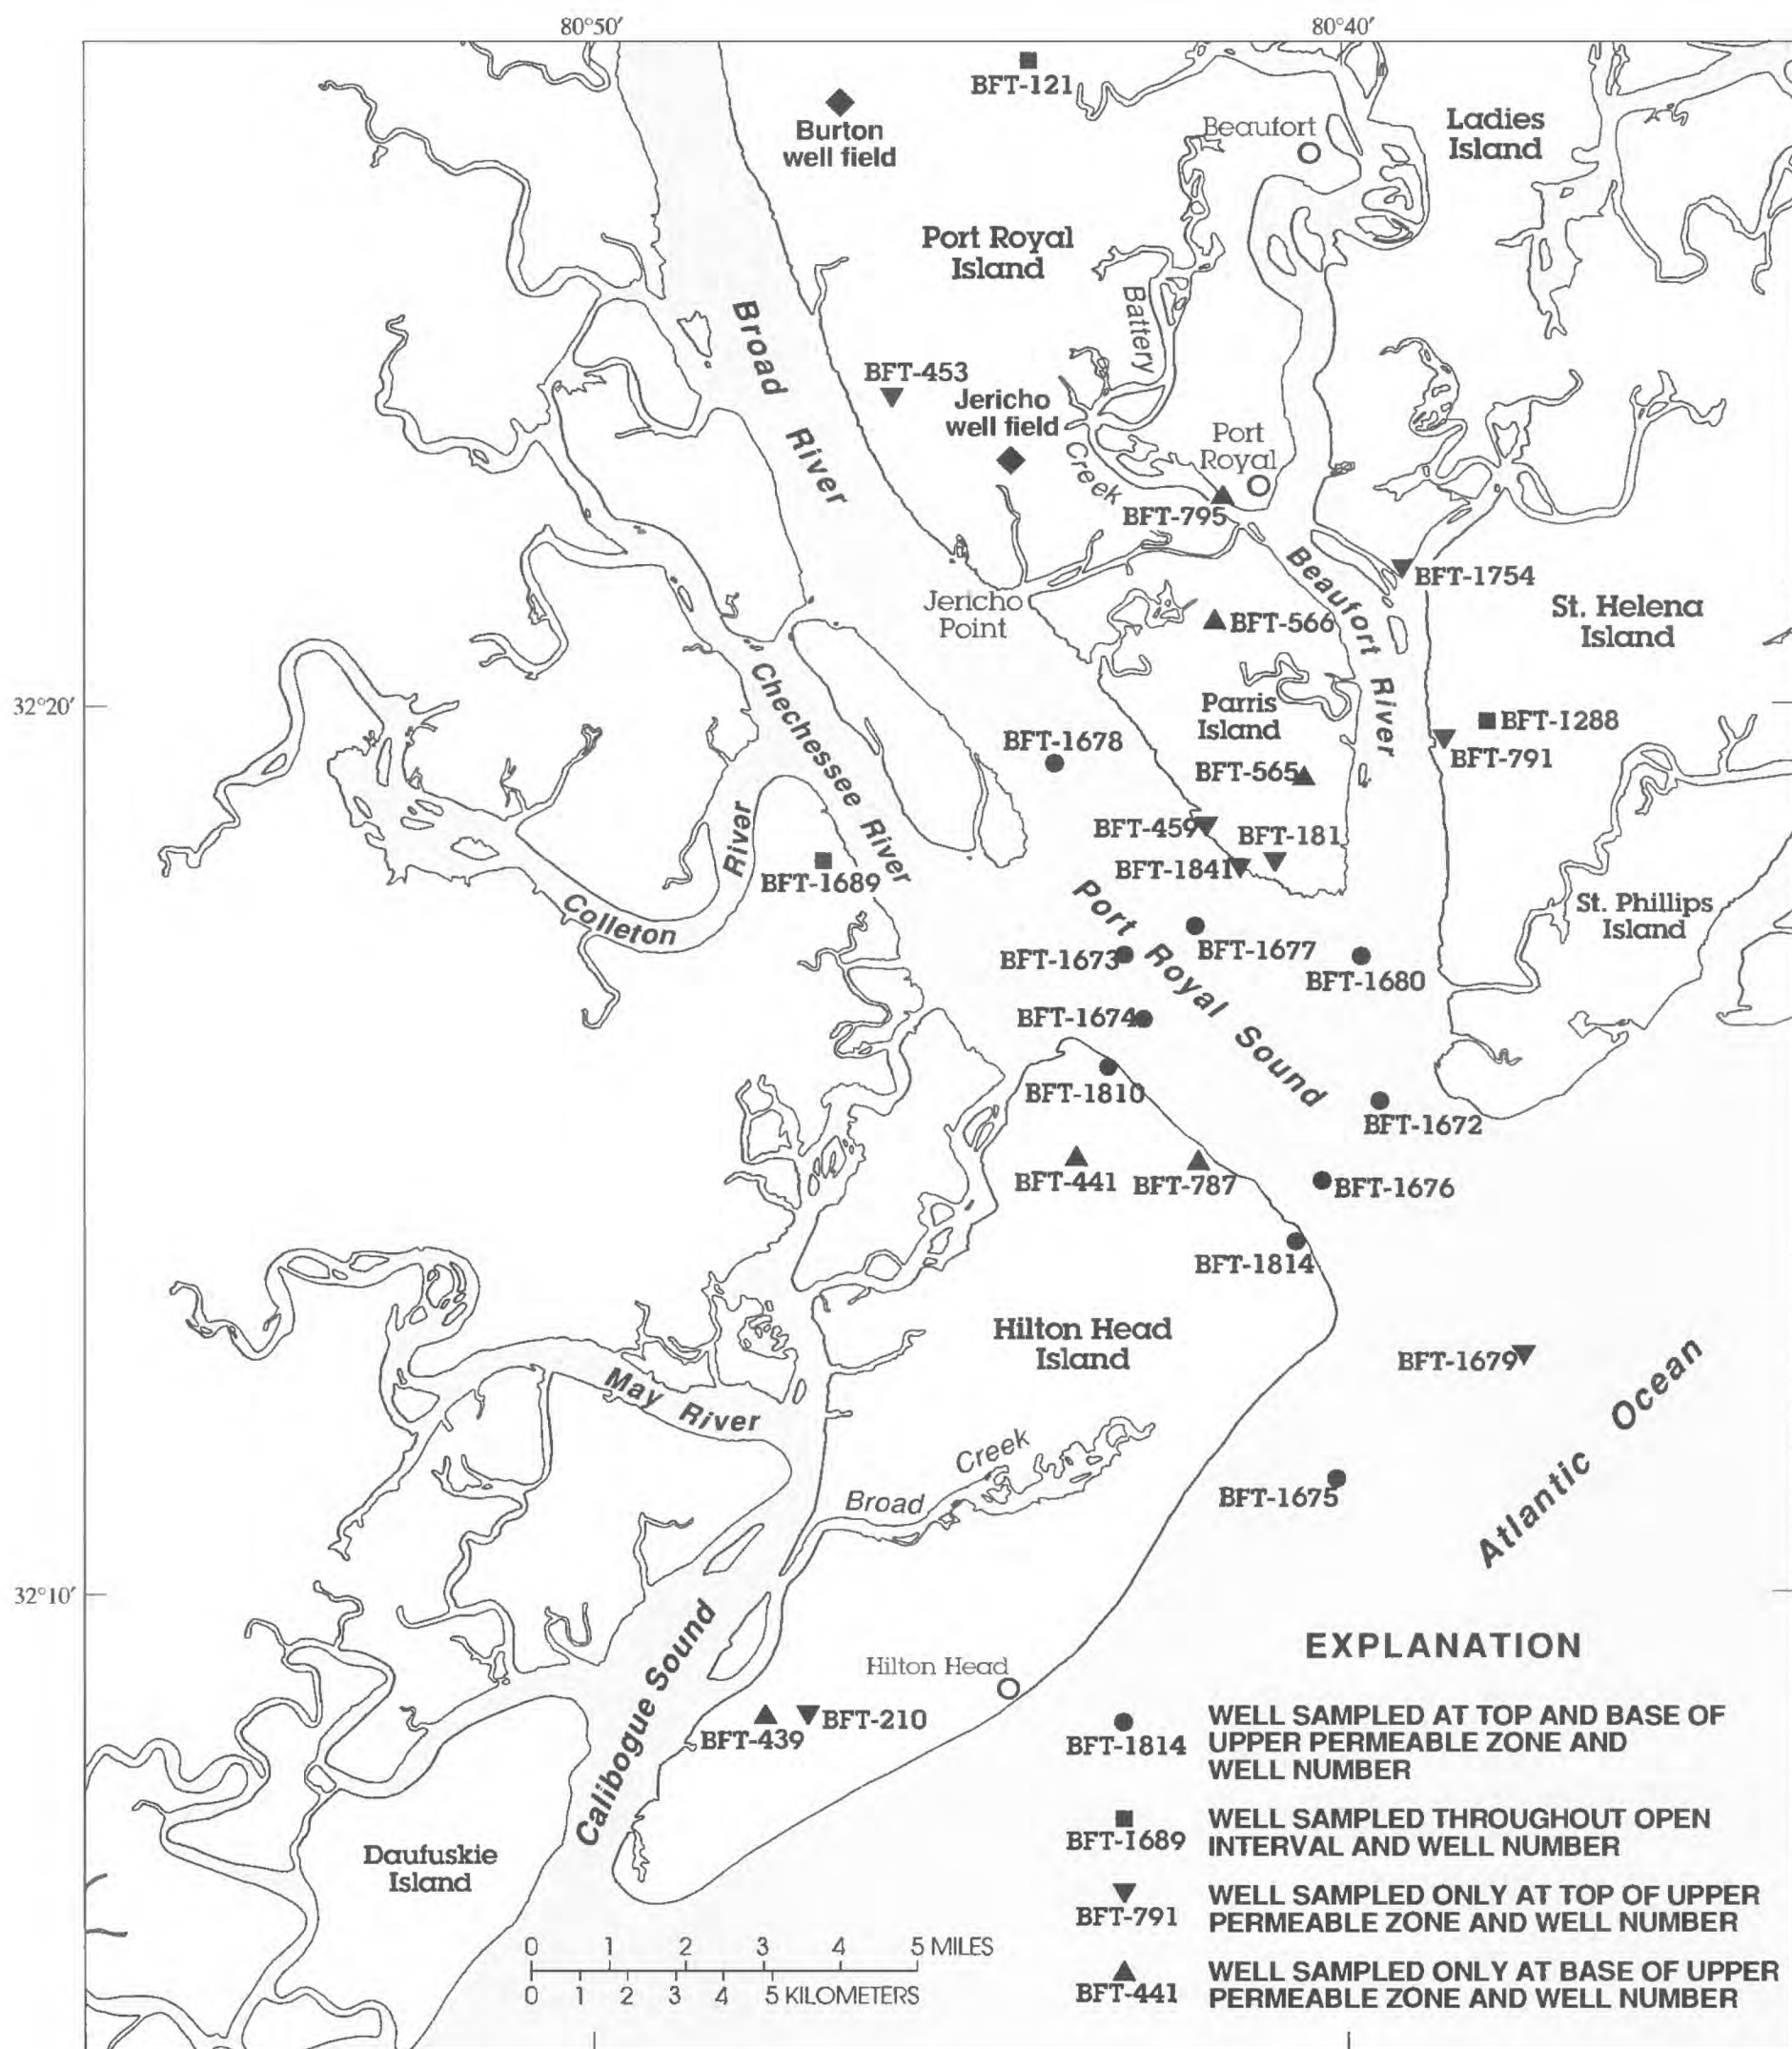 80°50′
80°40′
BFT-121
Burton
well field
Beaufort
Ladies
Island
Port Royal
Island
Battery
Broad
River
BFT-453
Jericho
well field
Creek
Port
Royal
BFT-795
Beaufort
River
BFT-1754
Jericho
Point
BFT-566
St. Helena
Island
32°20′
Chechessee River
Parris
Island
BFT-1288
BFT-791
BFT-1678
BFT-565
BFT-459
BFT-181
BFT-1841
River
BFT-1689
Colleton
Port Royal Sound
St. Phillips
Island
BFT-1677
BFT-1673
BFT-1680
BFT-1674
BFT-1810
BFT-1672
BFT-441
BFT-787
BFT-1676
BFT-1814
Hilton Head
Island
BFT-1679
May River
Atlantic Ocean
Creek
Broad
BFT-1675
32°10′
Calibogue Sound
Hilton Head
BFT-439
BFT-210
Daufuskie
Island
0 1 2 3 4 5 MILES
0 1 2 3 4 5 KILOMETERS
EXPLANATION
BFT-1814
WELL SAMPLED AT TOP AND BASE OF
UPPER PERMEABLE ZONE AND
WELL NUMBER
BFT-1689
WELL SAMPLED THROUGHOUT OPEN
INTERVAL AND WELL NUMBER
BFT-791
WELL SAMPLED ONLY AT TOP OF UPPER
PERMEABLE ZONE AND WELL NUMBER
BFT-441
WELL SAMPLED ONLY AT BASE OF UPPER
PERMEABLE ZONE AND WELL NUMBER